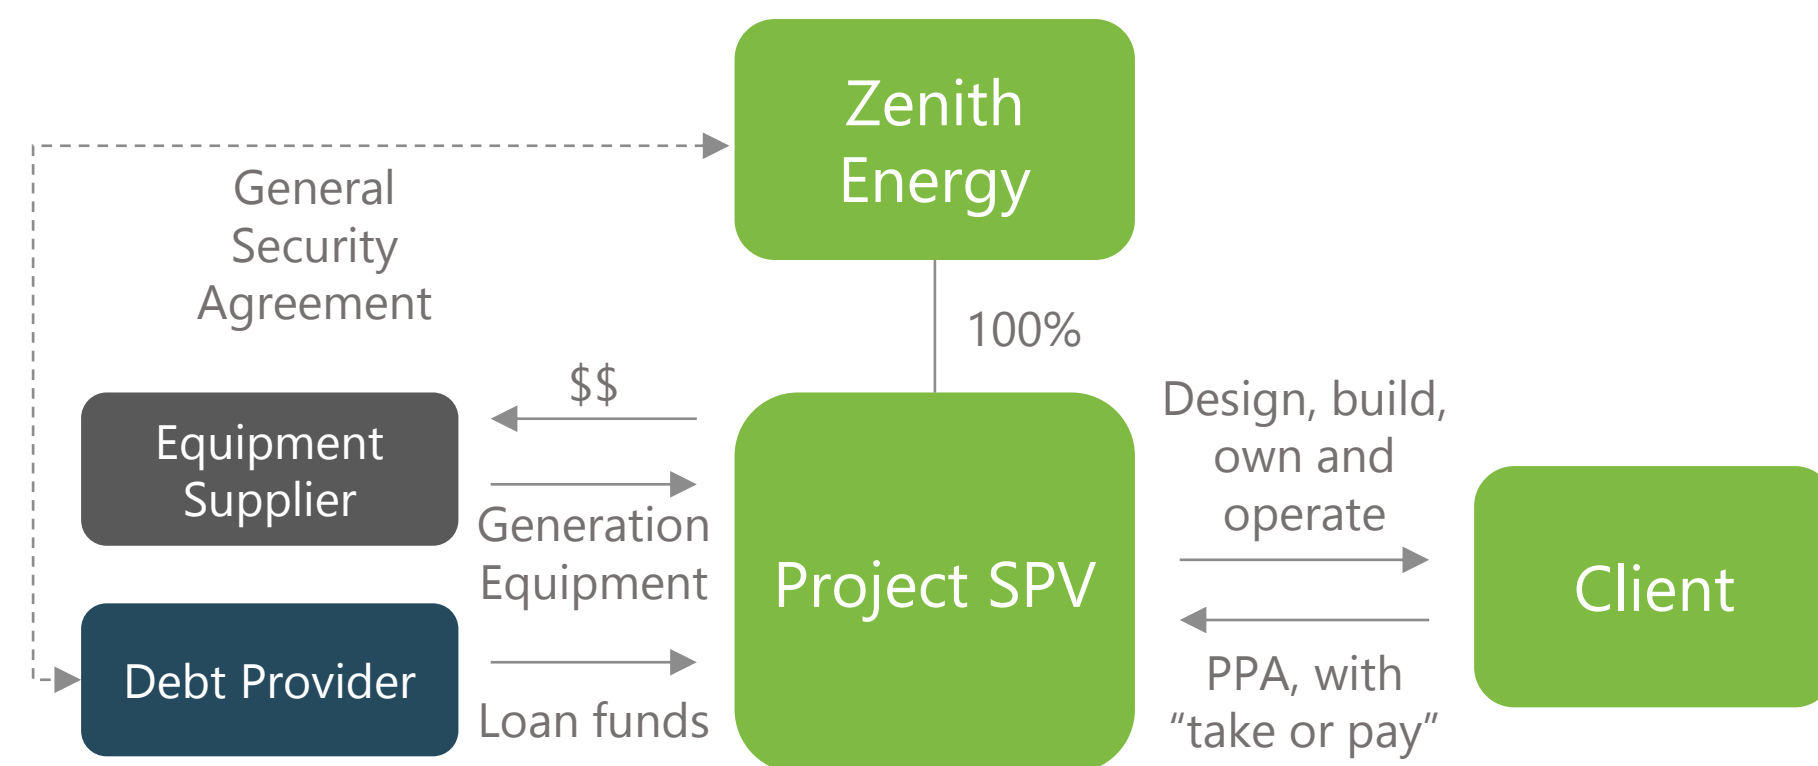 Zenith
Energy
General
Security
Agreement
100%
$$
Equipment
Supplier
Generation
Equipment
Debt Provider
Loan funds
Project SPV
Design, build,
own and
operate
PPA, with
“take or pay”
Client